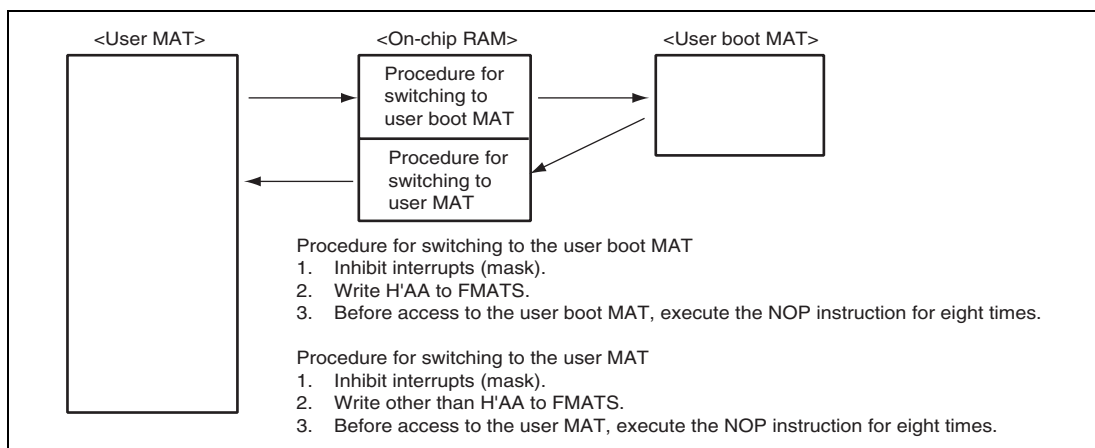 <User MAT>
<On-chip RAM>
<User boot MAT>
Procedure for
switching to
user boot MAT
Procedure for
switching to
user MAT
Procedure for switching to the user boot MAT
1. Inhibit interrupts (mask).
2. Write H'AA to FMATS.
3. Before access to the user boot MAT, execute the NOP instruction for eight times.
Procedure for switching to the user MAT
1. Inhibit interrupts (mask).
2. Write other than H'AA to FMATS.
3. Before access to the user MAT, execute the NOP instruction for eight times.